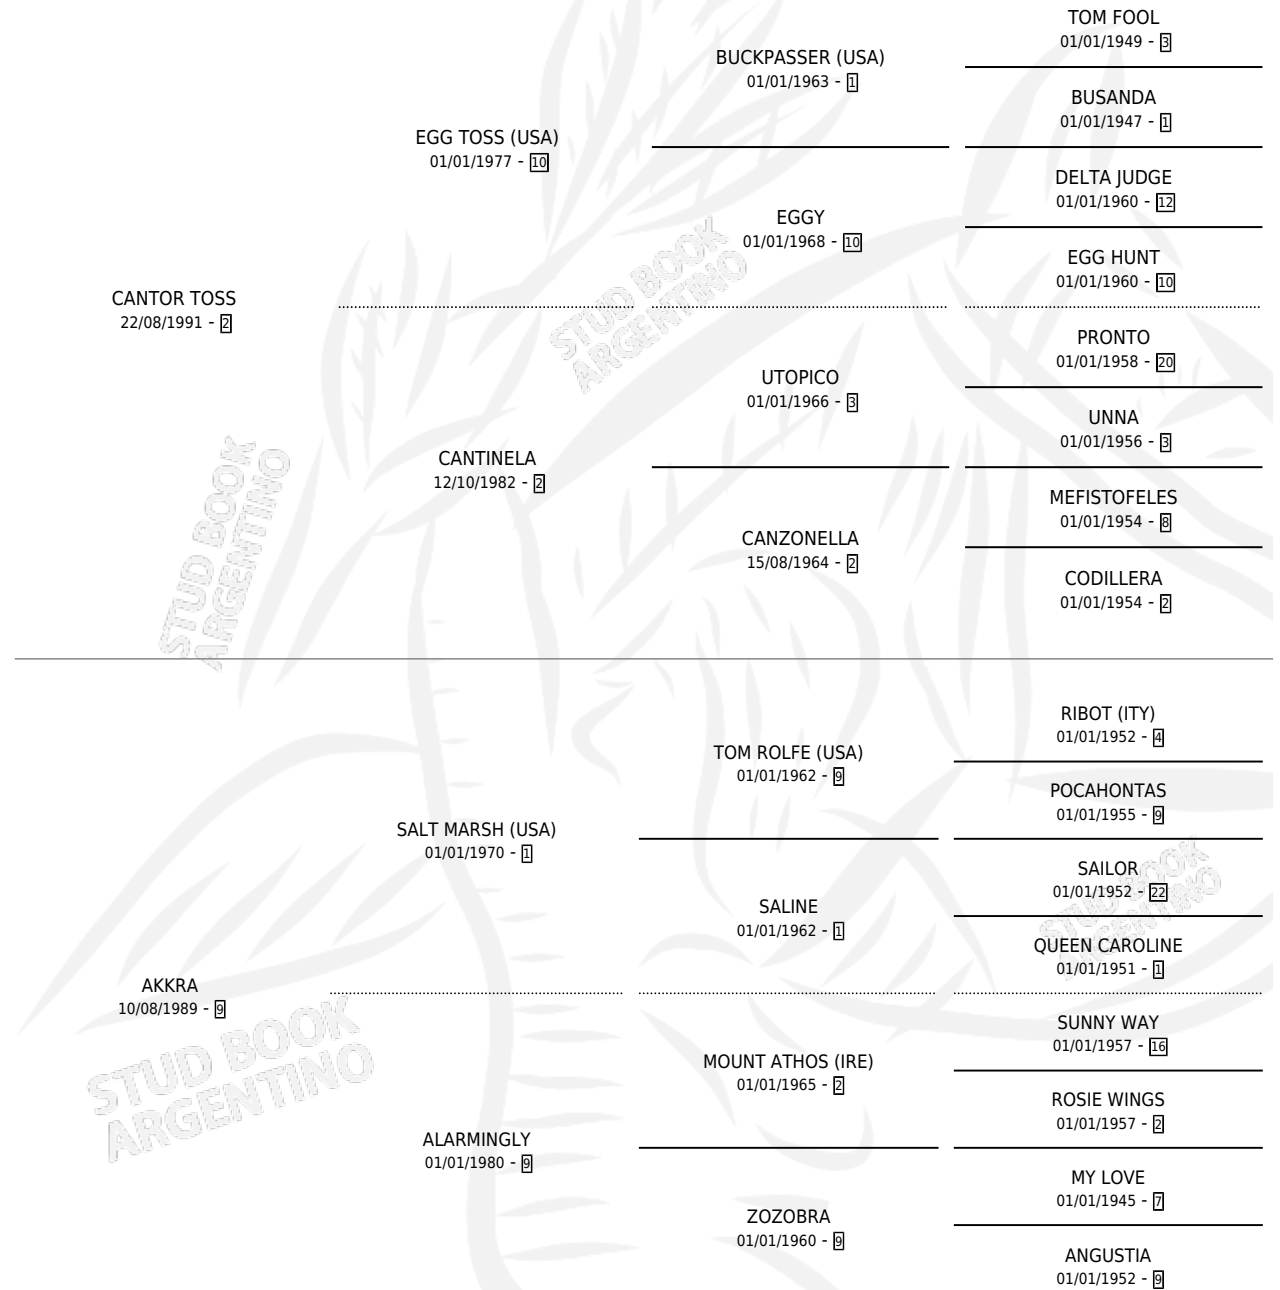 TOM FOOL
01/01/1949 - 3
BUCKPASSER (USA)
01/01/1963 - 1
BUSANDA
01/01/1947 - 1
EGG TOSS (USA)
01/01/1977 - 10
DELTA JUDGE
01/01/1960 - 12
EGGY
01/01/1968 - 10
EGG HUNT
01/01/1960 - 10
CANTOR TOSS
22/08/1991 - 2
STUD BOOK
ARGENTINO
PRONTO
01/01/1958 - 20
UTOPICO
01/01/1966 - 3
UNNA
01/01/1956 - 3
CANTINELA
12/10/1982 - 2
MEFISTOFELES
01/01/1954 - 8
CANZONELLA
15/08/1964 - 2
CODILLERA
01/01/1954 - 2
STUD BOOK
ARGENTINO
RIBOT (ITY)
01/01/1952 - 4
TOM ROLFE (USA)
01/01/1962 - 9
POCAHONTAS
01/01/1955 - 9
SALT MARSH (USA)
01/01/1970 - 1
SAILOR
01/01/1952 - 22
SALINE
01/01/1962 - 1
STUD BOOK
ARGENTINO
QUEEN CAROLINE
01/01/1951 - 1
AKKRA
10/08/1989 - 9
SUNNY WAY
01/01/1957 - 16
MOUNT ATHOS (IRE)
01/01/1965 - 2
STUD BOOK
ARGENTINO
ROSIE WINGS
01/01/1957 - 2
ALARMINGLY
01/01/1980 - 9
MY LOVE
01/01/1945 - 7
ZOZOBRA
01/01/1960 - 9
ANGUSTIA
01/01/1952 - 9